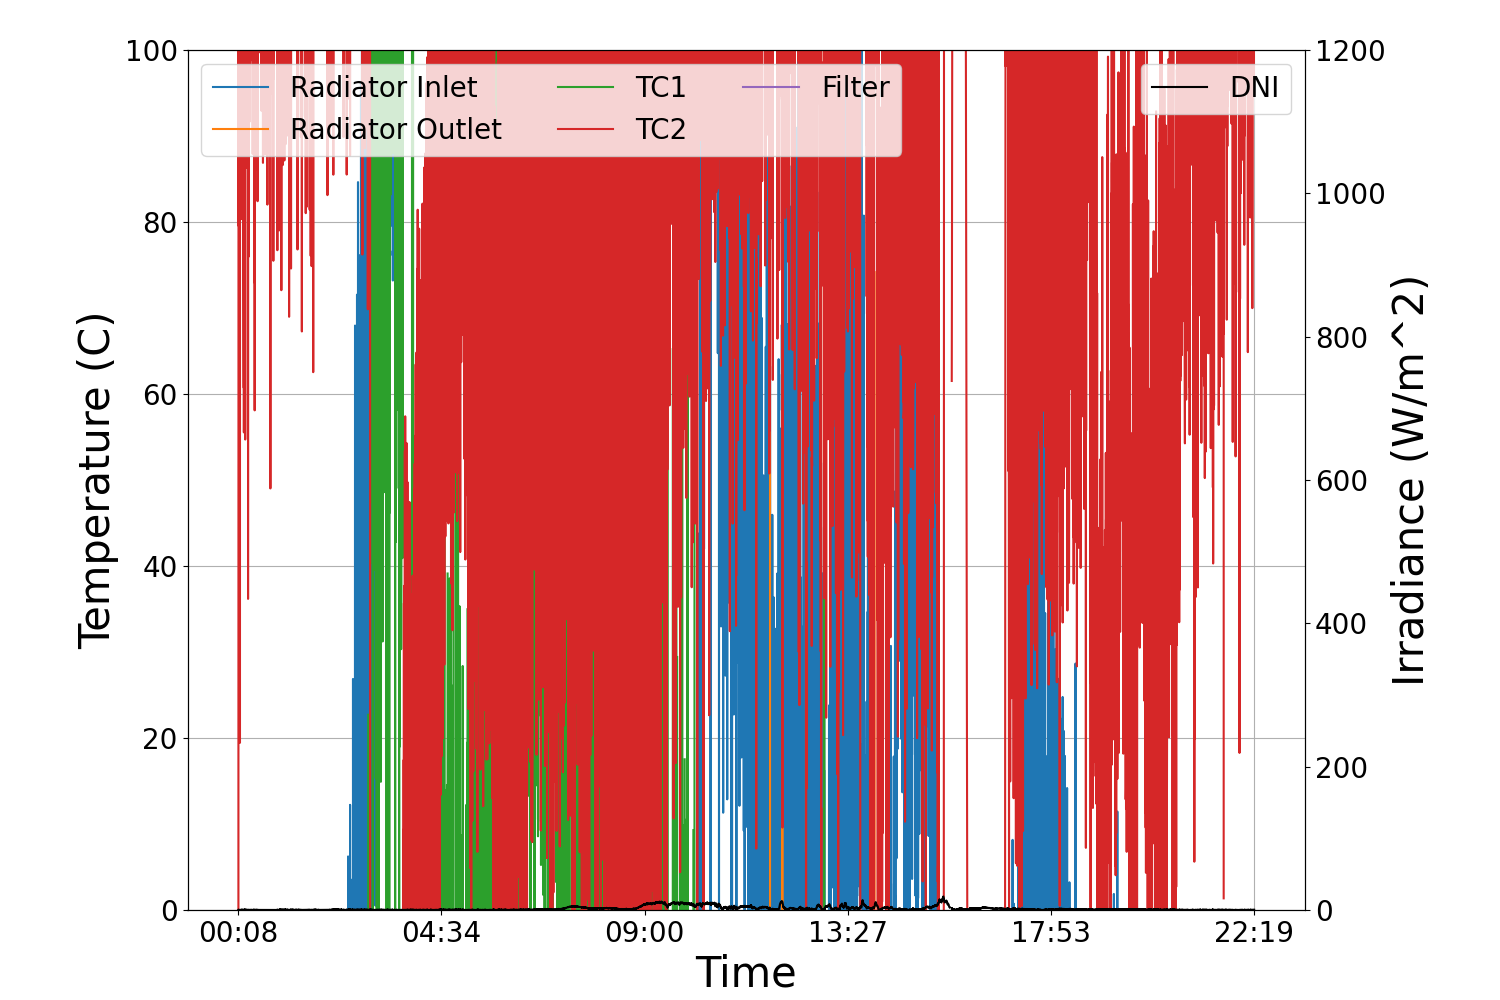 100
80
60
40
20
0
Temperature (C)
Radiator Inlet
Radiator Outlet
TC1
TC2
Filter
DNI
1200
1000
800
600
400
200
0
Irradiance (W/m^2)
00:08
04:34
09:00
13:27
17:53
22:19
Time